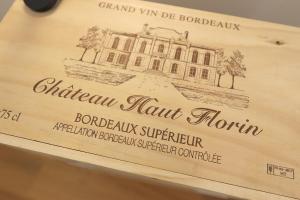 GRAND VIN DE BORDEAUX
Château Haut Florin
75 cl
BORDEAUX SUPÉRIEUR
APPELLATION BORDEAUX SUPÉRIEUR CONTRÔLÉE